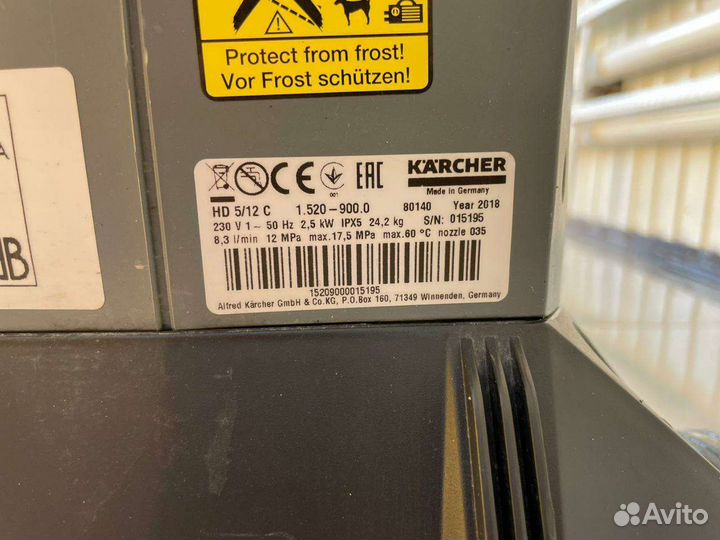 Protect from frost!
Vor Frost schützen!
A
B
CE
001
EAC
KÄRCHER
Made in Germany
HD 5/12 C 1.520-900.0 80140 Year 2018
230 V 1~ 50 Hz 2,5 kW IPX5 24,2 kg S/N: 015195
8,3 l/min 12 MPa max.17,5 MPa max.60 °C nozzle 035
15209000015195
Alfred Kärcher GmbH & Co.KG, P.O.Box 160, 71349 Winnenden, Germany
Avito